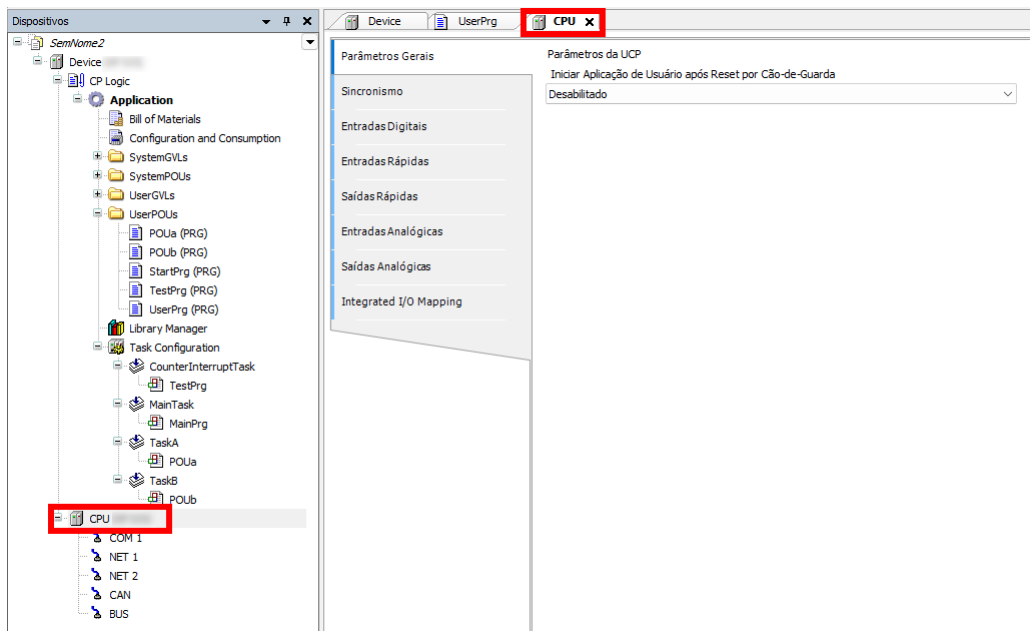 Dispositivos
SemNome2
Device
CP Logic
Application
Bill of Materials
Configuration and Consumption
SystemGVLs
SystemPOUs
UserGVLs
UserPOUs
POUa (PRG)
POUb (PRG)
StartPrg (PRG)
TestPrg (PRG)
UserPrg (PRG)
Library Manager
Task Configuration
CounterInterruptTask
TestPrg
MainTask
MainPrg
TaskA
POUa
TaskB
POUb
CPU
COM 1
NET 1
NET 2
CAN
BUS
Device
UserPrg
CPU
Parâmetros Gerais
Sincronismo
Entradas Digitais
Entradas Rápidas
Saídas Rápidas
Entradas Analógicas
Saídas Analógicas
Integrated I/O Mapping
Parâmetros da UCP
Iniciar Aplicação de Usuário após Reset por Cão-de-Guarda
Desabilitado